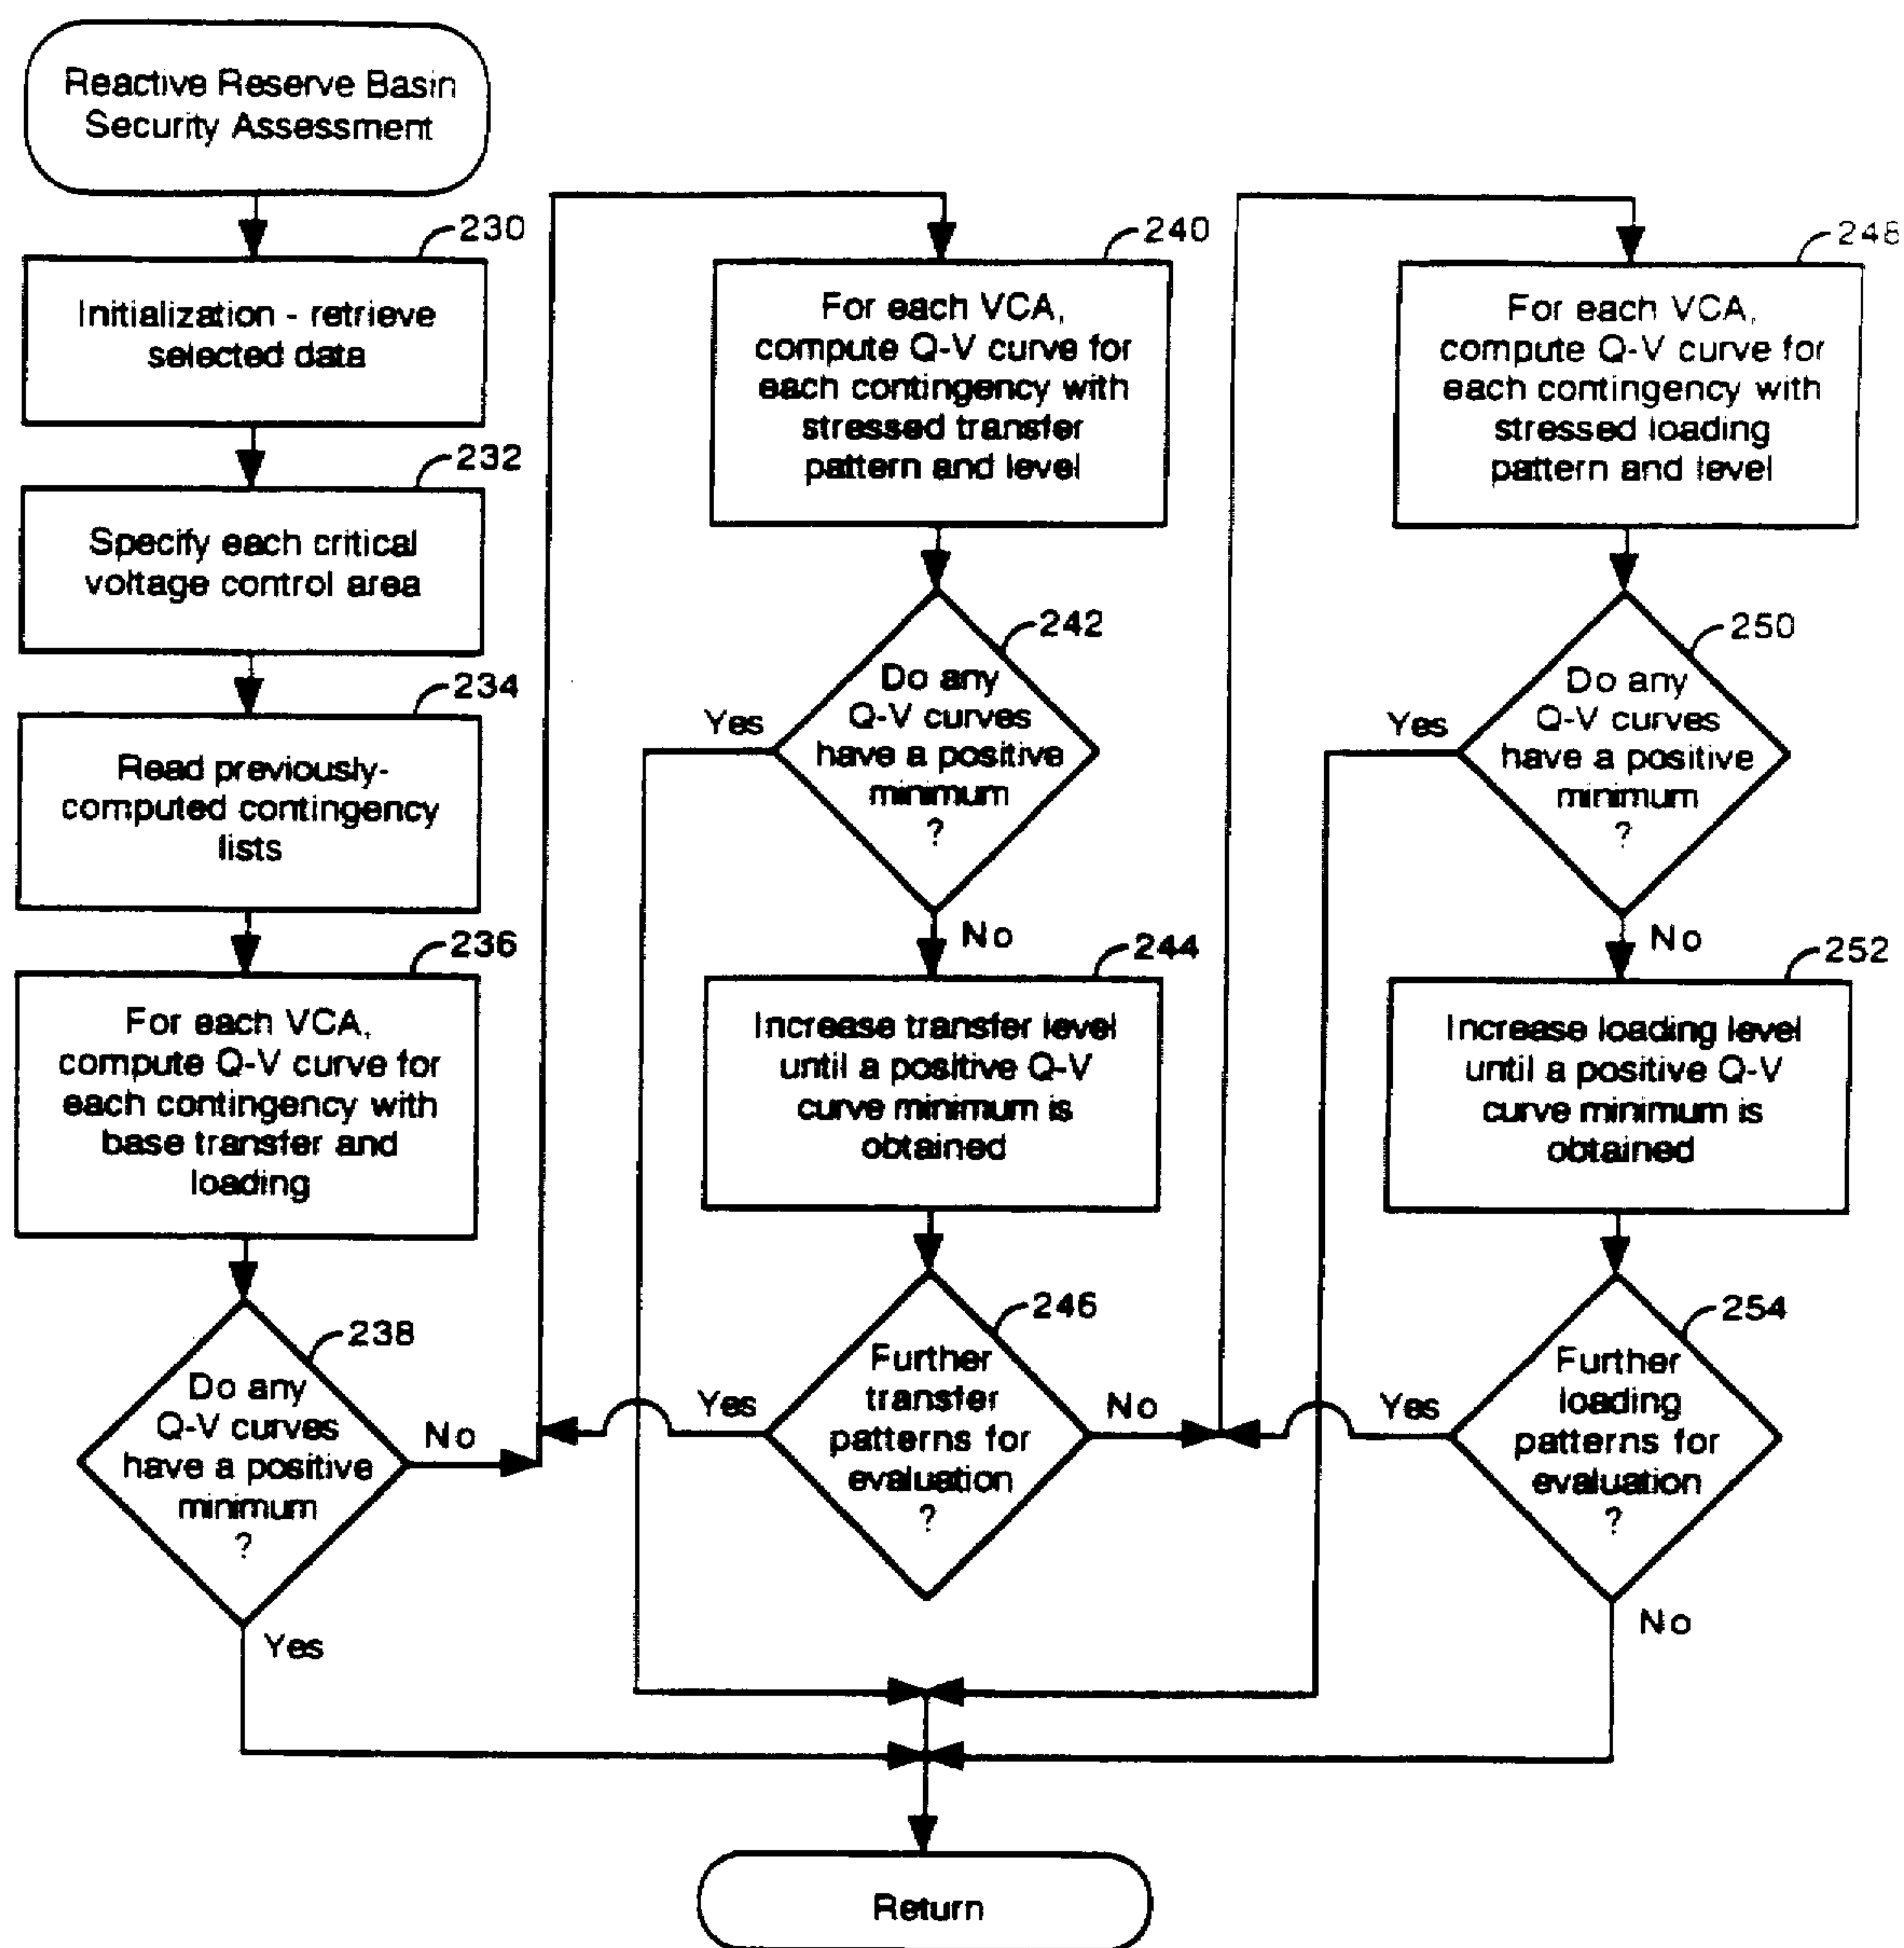 Reactive Reserve Basin
Security Assessment
230
Initialization - retrieve
selected data
232
Specify each critical
voltage control area
234
Read previously-
computed contingency
lists
236
For each VCA,
compute Q-V curve for
each contingency with
base transfer and
loading
238
Do any
Q-V curves
have a positive
minimum
?
No
Yes
240
For each VCA,
compute Q-V curve for
each contingency with
stressed transfer
pattern and level
242
Do any
Q-V curves
have a positive
minimum
?
Yes
No
244
Increase transfer level
until a positive Q-V
curve minimum is
obtained
246
Further
transfer
patterns for
evaluation
?
Yes
No
248
For each VCA,
compute Q-V curve for
each contingency with
stressed loading
pattern and level
250
Do any
Q-V curves
have a positive
minimum
?
Yes
No
252
Increase loading level
until a positive Q-V
curve minimum is
obtained
254
Further
loading
patterns for
evaluation
?
Yes
No
Return